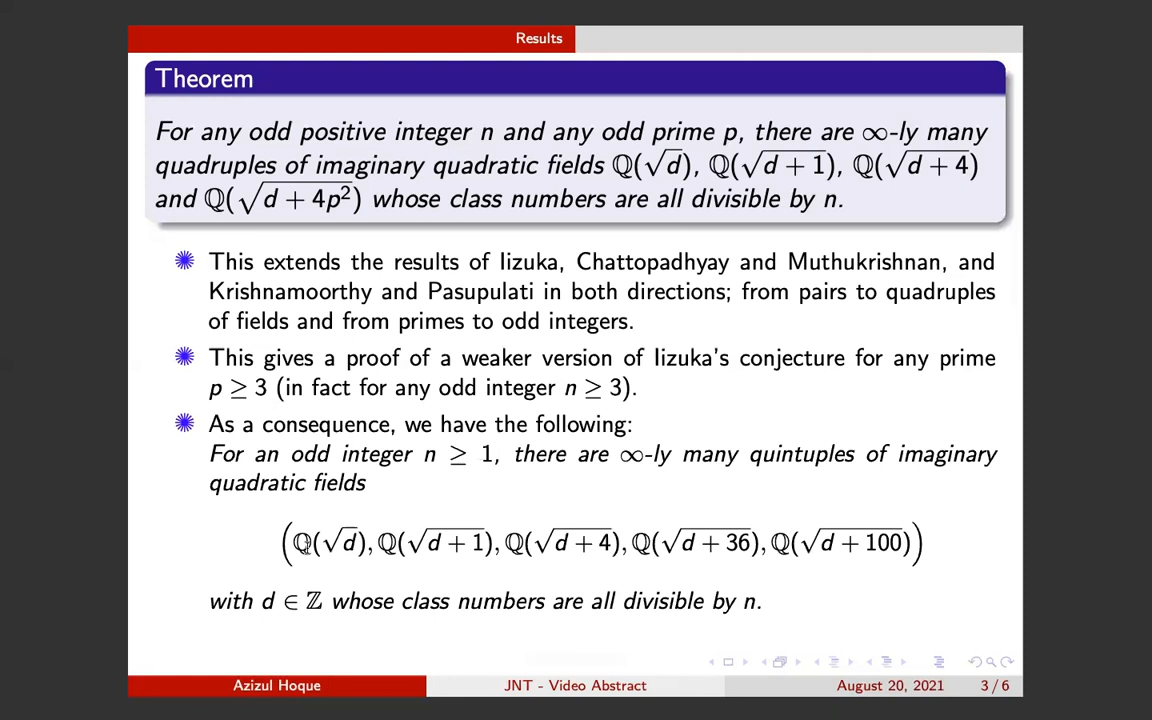 Results
Theorem
For any odd positive integer n and any odd prime p, there are ∞-ly many
quadruples of imaginary quadratic fields ℚ(√d), ℚ(√d + 1), ℚ(√d + 4)
and ℚ(√d + 4p²) whose class numbers are all divisible by n.
This extends the results of Iizuka, Chattopadhyay and Muthukrishnan, and
Krishnamoorthy and Pasupulati in both directions; from pairs to quadruples
of fields and from primes to odd integers.
This gives a proof of a weaker version of Iizuka's conjecture for any prime
p ≥ 3 (in fact for any odd integer n ≥ 3).
As a consequence, we have the following:
For an odd integer n ≥ 1, there are ∞-ly many quintuples of imaginary
quadratic fields
(ℚ(√d), ℚ(√d + 1), ℚ(√d + 4), ℚ(√d + 36), ℚ(√d + 100))
with d ∈ ℤ whose class numbers are all divisible by n.
Azizul Hoque JNT - Video Abstract August 20, 2021 3 / 6